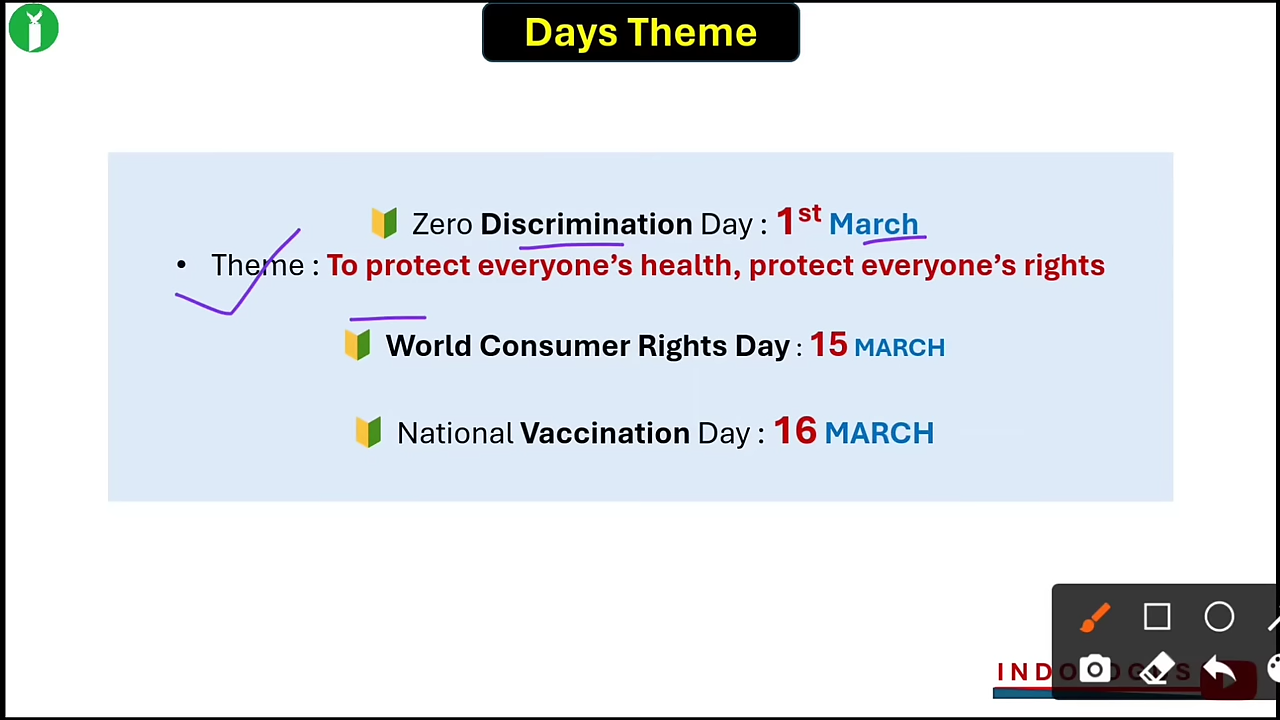 Days Theme
Zero Discrimination Day : 1st March
• Theme : To protect everyone’s health, protect everyone’s rights
World Consumer Rights Day : 15 MARCH
National Vaccination Day : 16 MARCH